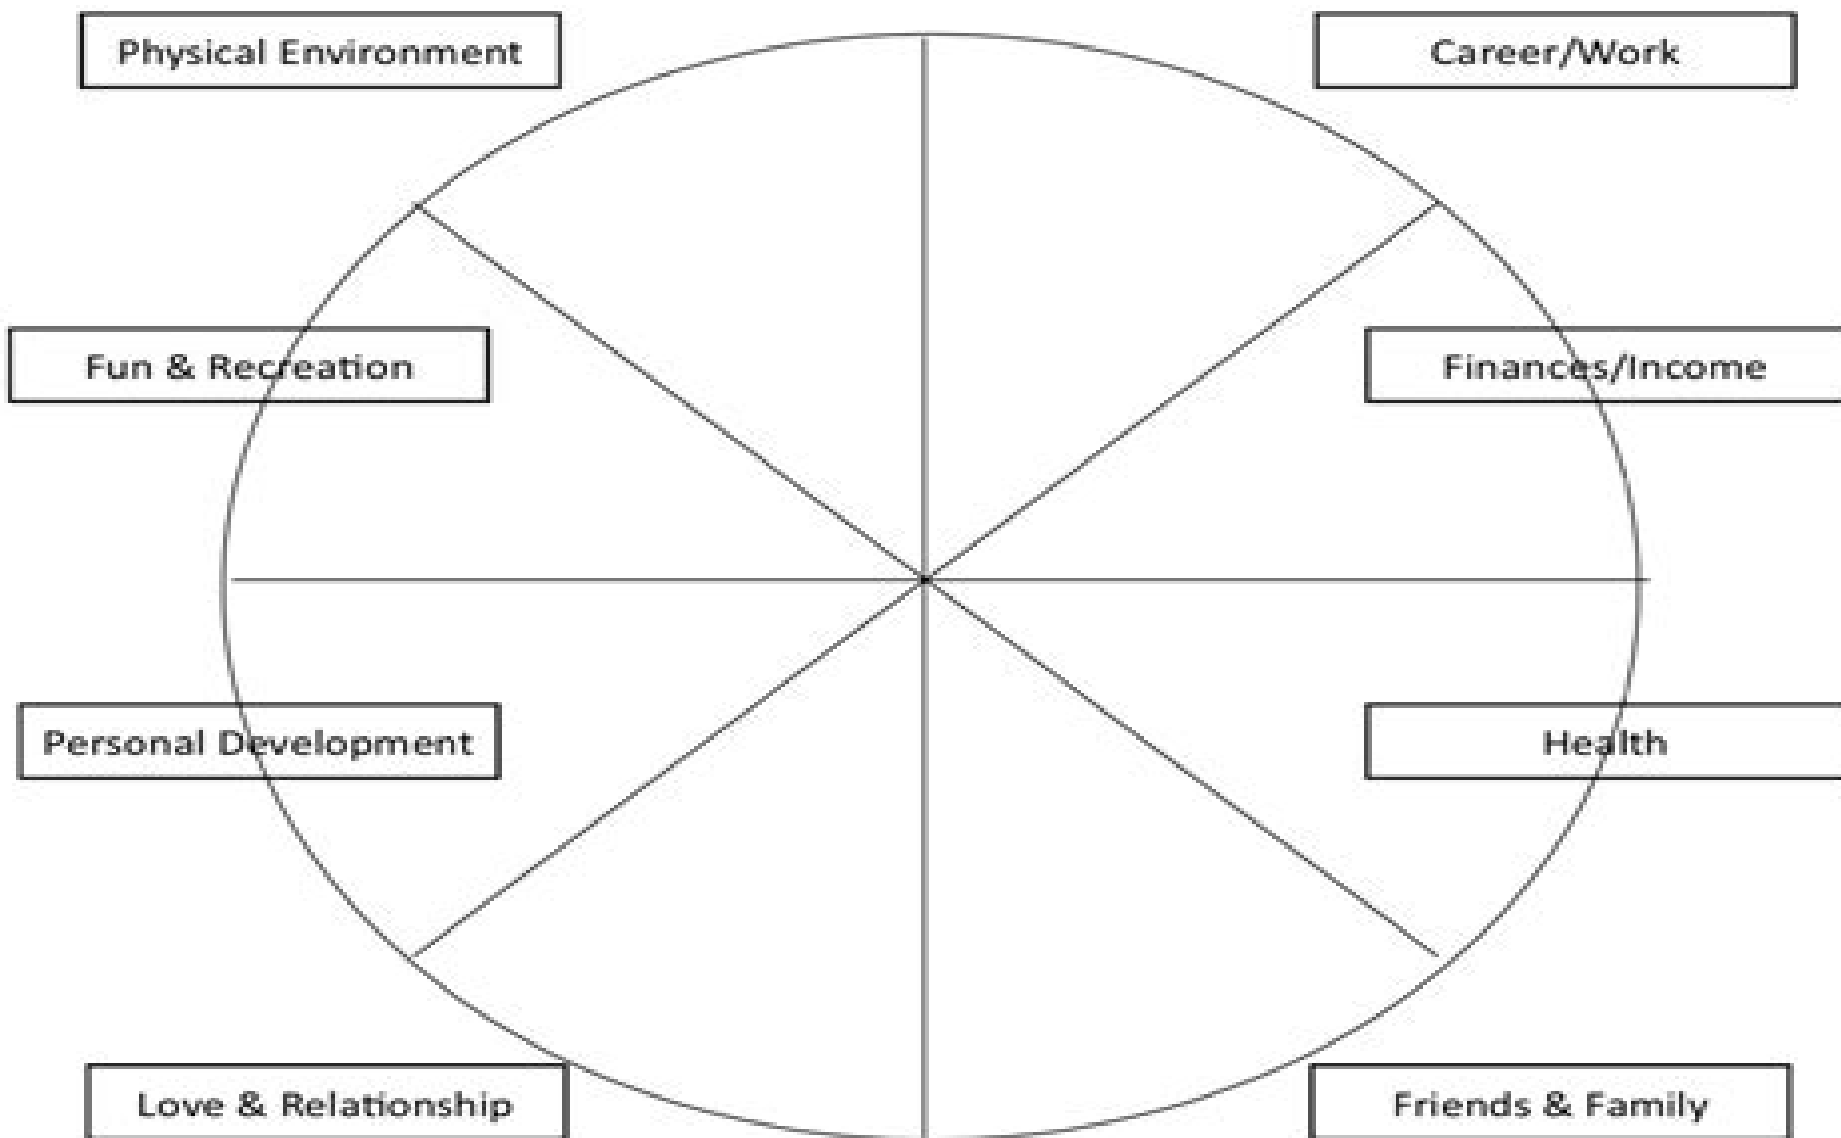 Physical Environment
Career/Work
Fun & Recreation
Finances/Income
Personal Development
Health
Love & Relationship
Friends & Family